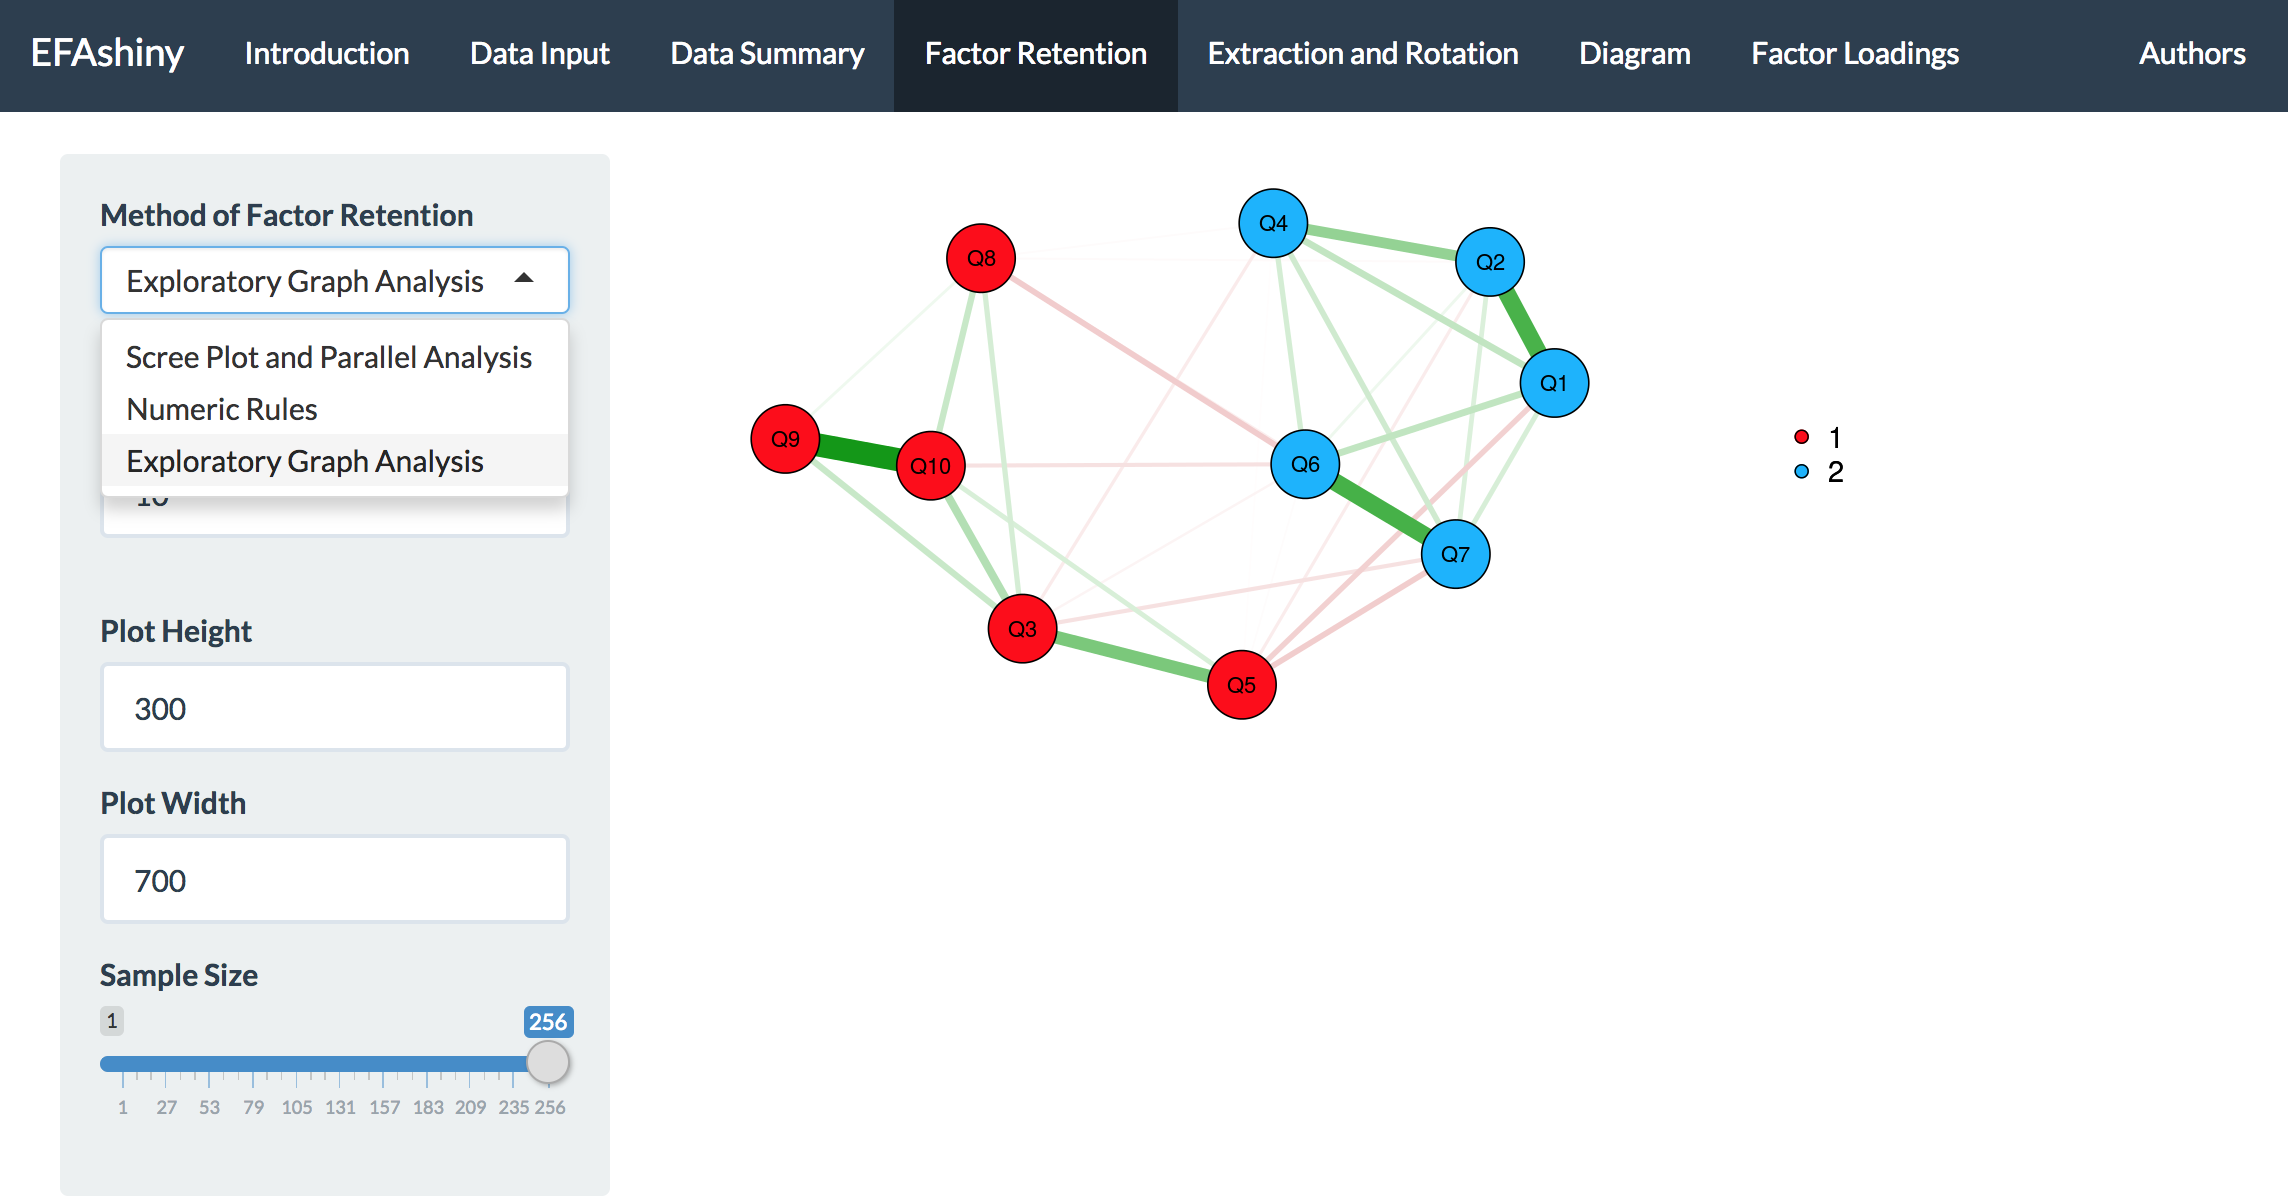 EFAshiny Introduction Data Input Data Summary Factor Retention Extraction and Rotation Diagram Factor Loadings Authors
Method of Factor Retention
Exploratory Graph Analysis
Scree Plot and Parallel Analysis
Numeric Rules
Exploratory Graph Analysis
Plot Height
300
Plot Width
700
Sample Size
1 256
1 27 53 79 105 131 157 183 209 235 256
Q4
Q8
Q2
Q1
Q9
Q10
Q6
Q7
Q3
Q5
1
2